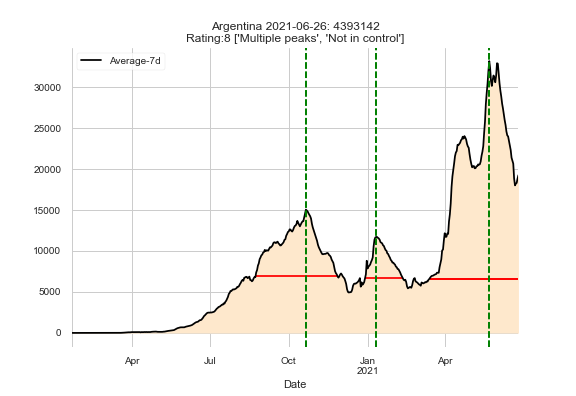 Argentina 2021-06-26: 4393142
Rating:8 ['Multiple peaks', 'Not in control']
Average-7d
30000
25000
20000
15000
10000
5000
0
Apr Jul Oct Jan Apr
2021
Date